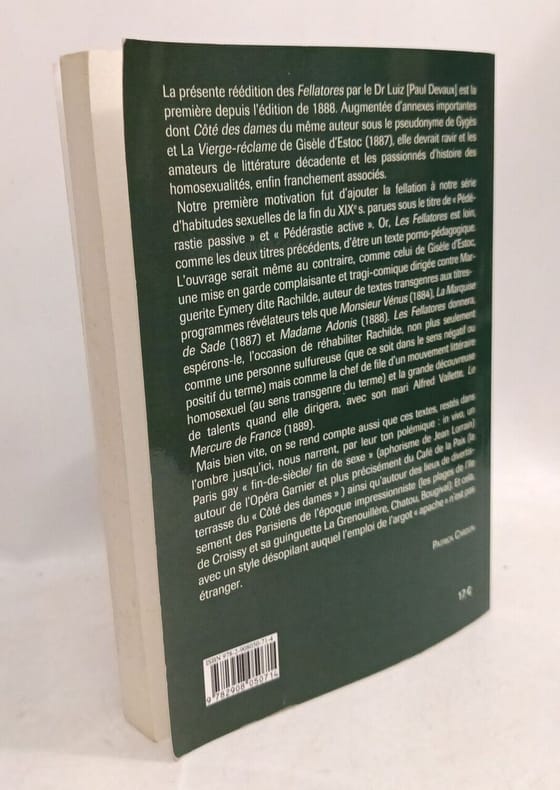 La présente réédition des Fellatores par le Dr Luiz [Paul Devaux] est la
première depuis l'édition de 1888. Augmentée d'annexes importantes
dont Côté des dames du même auteur sous le pseudonyme de Gygès
et La Vierge-réclame de Gisèle d'Estoc (1887), elle devrait ravir et les
amateurs de littérature décadente et les passionnés d'histoire des
homosexualités, enfin franchement associés.
Notre première motivation fut d'ajouter la fellation à notre série
d'habitudes sexuelles de la fin du XIXe s. parues sous le titre de « Pédé-
rastie passive » et « Pédérastie active ». Or, Les Fellatores est loin,
comme les deux titres précédents, d'être un texte porno-pédagogique.
L'ouvrage serait même au contraire, comme celui de Gisèle d'Estoc,
une mise en garde complaisante et tragi-comique dirigée contre Mar-
guerite Eymery dite Rachilde, auteur de textes transgenres aux titres-
programmes révélateurs tels que Monsieur Vénus (1884), La Marquise
de Sade (1887) et Madame Adonis (1888). Les Fellatores donnera,
espérons-le, l'occasion de réhabiliter Rachilde, non plus seulement
comme une personne sulfureuse (que ce soit dans le sens négatif ou
positif du terme) mais comme la chef de file d'un mouvement littéraire
homosexuel (au sens transgenre du terme) et la grande découvreuse
de talents quand elle dirigera, avec son mari Alfred Vallette, Le
Mercure de France (1889).
Mais bien vite, on se rend compte aussi que ces textes, restés dans
l'ombre jusqu'ici, nous narrent, par leur ton polémique : in vivo, un
Paris gay « fin-de-siècle/ fin de sexe » (aphorisme de Jean Lorrain)
autour de l'Opéra Garnier et plus précisément du Café de la Paix (la
terrasse du « Côté des dames » ) ainsi qu'autour des lieux de divertis-
sement des Parisiens de l'époque impressionniste (les plages de l'île
de Croissy et sa guinguette La Grenouillère, Chatou, Bougival). Et cela,
avec un style désopilant auquel l'emploi de l'argot « apache » n'est pas
étranger.
PATRICK CARDON
17 €
ISBN 978-2-908050-71-4
9 782908 050714